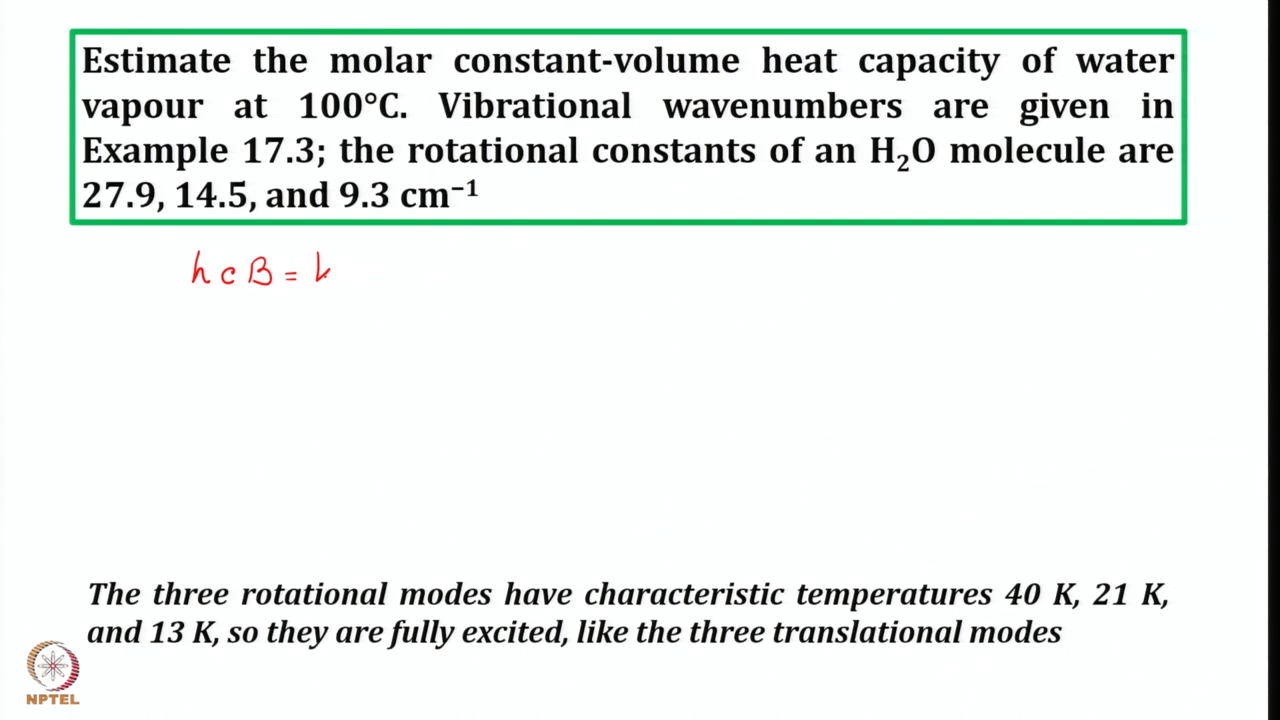 Estimate the molar constant-volume heat capacity of water
vapour at 100°C. Vibrational wavenumbers are given in
Example 17.3; the rotational constants of an H₂O molecule are
27.9, 14.5, and 9.3 cm⁻¹
h c B = k
The three rotational modes have characteristic temperatures 40 K, 21 K,
and 13 K, so they are fully excited, like the three translational modes
NPTEL